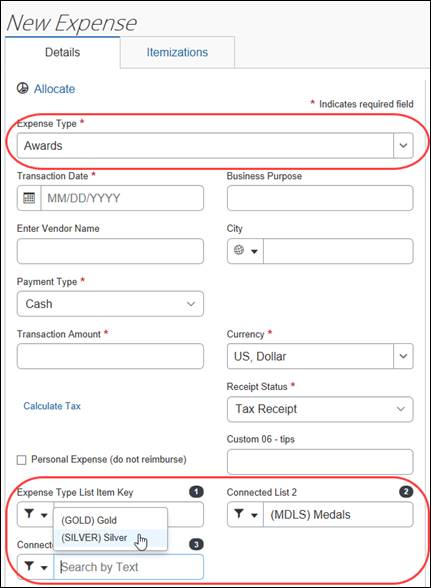 New Expense
Details Itemizations
Allocate
* Indicates required field
Expense Type *
Awards
Transaction Date * Business Purpose
MM/DD/YYYY
Enter Vendor Name City
Payment Type *
Cash
Transaction Amount * Currency *
US, Dollar
Receipt Status *
Calculate Tax Tax Receipt
Custom 06 - tips
Personal Expense (do not reimburse)
Expense Type List Item Key 1 Connected List 2 2
(MDLS) Medals
(GOLD) Gold
(SILVER) Silver
Connec 3
Search by Text